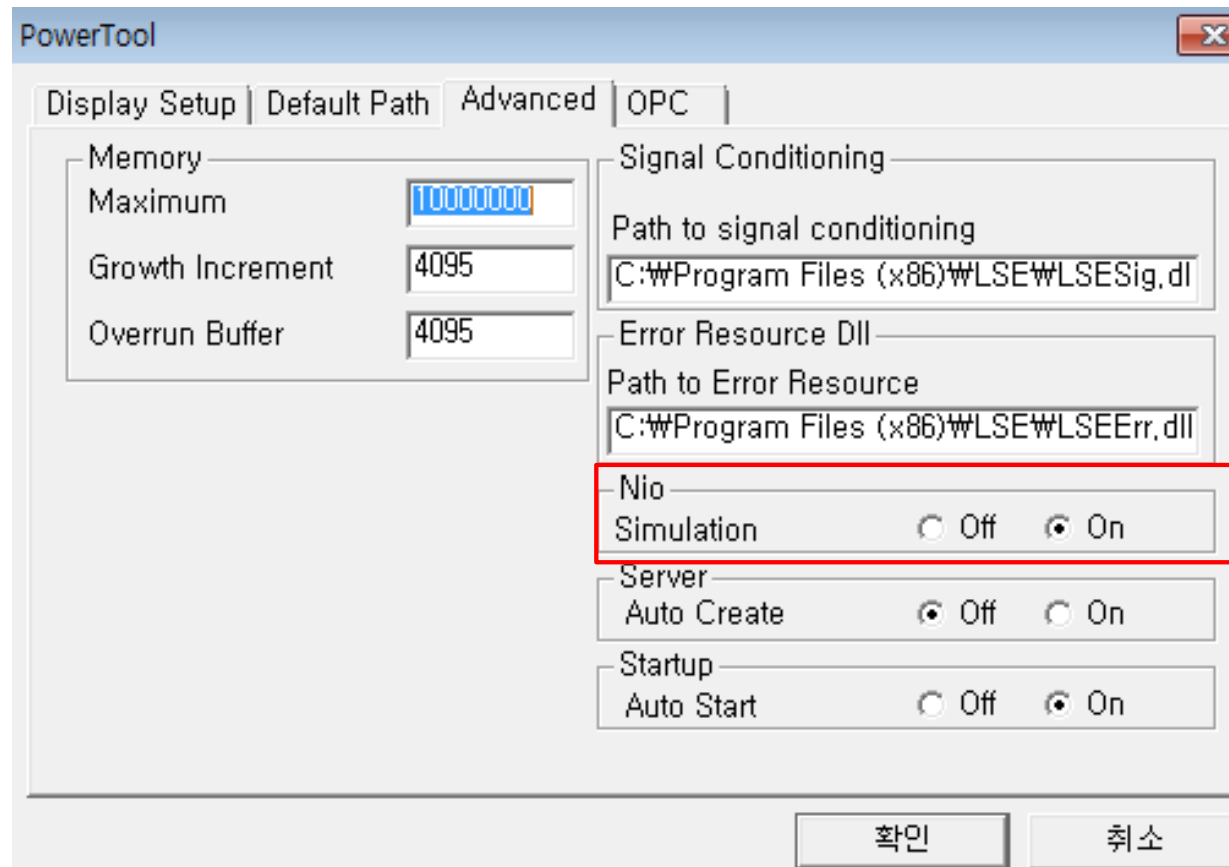 PowerTool
Display Setup Default Path Advanced OPC
Memory
Maximum 10000000
Growth Increment 4095
Overrun Buffer 4095
Signal Conditioning
Path to signal conditioning
C:₩Program Files (x86)₩LSE₩LSESig,dl
Error Resource Dll
Path to Error Resource
C:₩Program Files (x86)₩LSE₩LSEErr,dll
Nio
Simulation Off On
Server
Auto Create Off On
Startup
Auto Start Off On
확인 취소